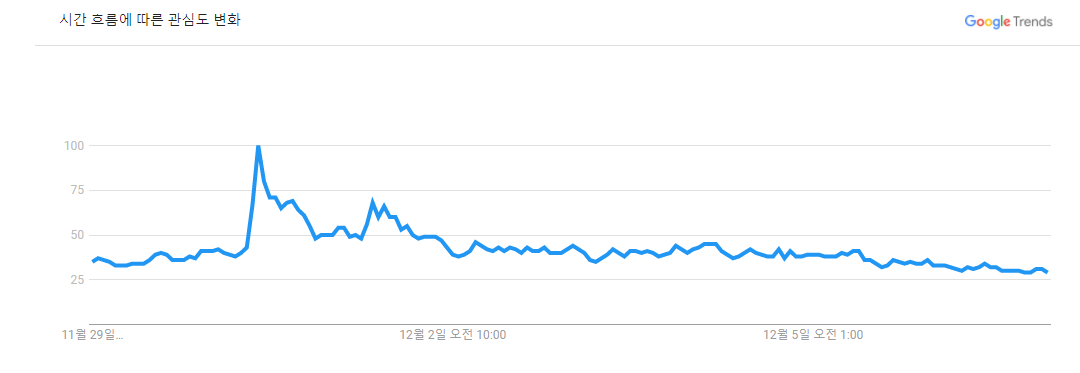 시간 흐름에 따른 관심도 변화
Google Trends
100
75
50
25
11월 29일...
12월 2일 오전 10:00
12월 5일 오전 1:00